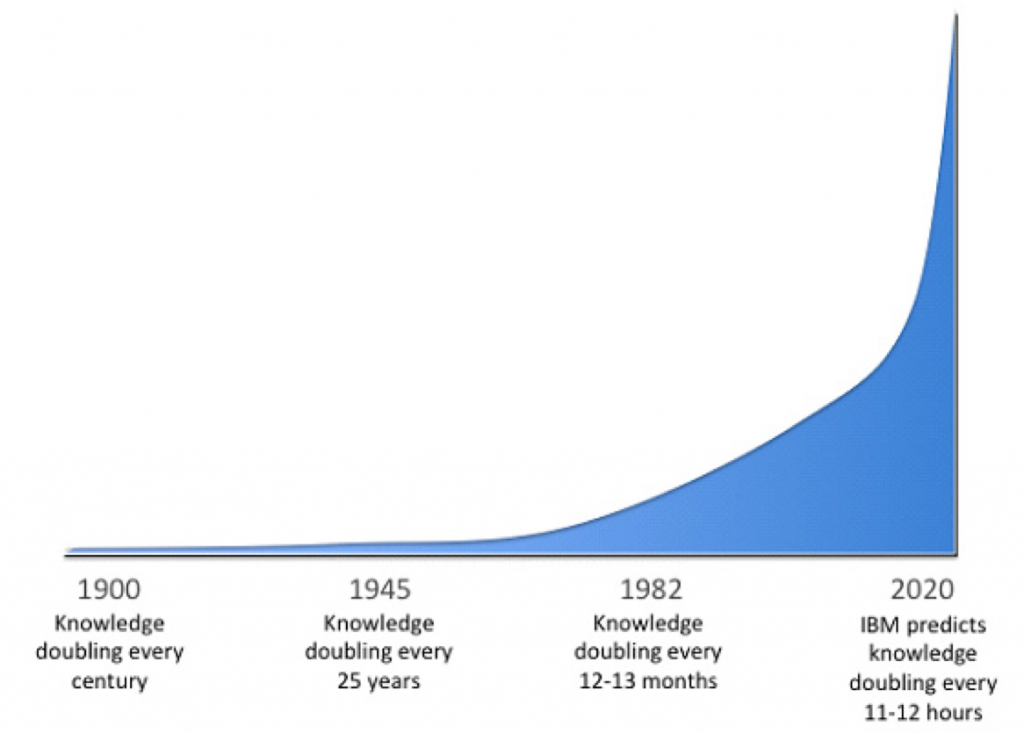 1900
Knowledge
doubling every
century
1945
Knowledge
doubling every
25 years
1982
Knowledge
doubling every
12-13 months
2020
IBM predicts
knowledge
doubling every
11-12 hours